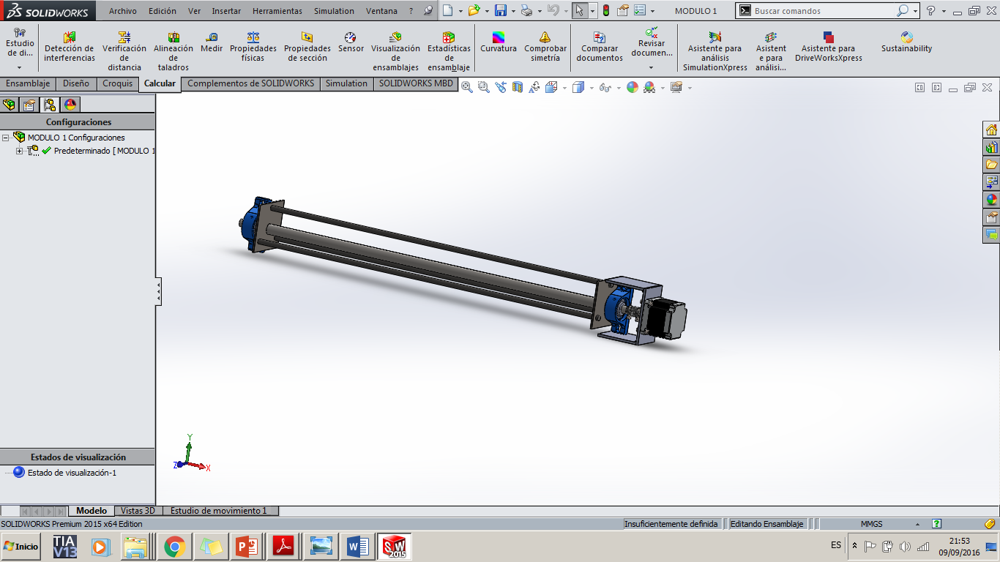 SOLIDWORKS
Archivo Edición Ver Insertar Herramientas Simulation Ventana ?
MODULO 1
Buscar comandos
?
Estudio
de di...
Detección de
interferencias
Verificación
de
distancia
Alineación
de
taladros
Medir
Propiedades
físicas
Propiedades
de sección
Sensor
Visualización
de
ensamblajes
Estadísticas
de
ensamblaje
Curvatura
Comprobar
simetría
Comparar
documentos
Revisar
documen...
Asistente para
análisis
SimulationXpress
Asistent
e para
análisi...
Asistente para
DriveWorksXpress
Sustainability
Ensamblaje Diseño Croquis Calcular Complementos de SOLIDWORKS Simulation SOLIDWORKS MBD
Configuraciones
MODULO 1 Configuraciones
Predeterminado [ MODULO 1
Y
Z
X
Estados de visualización
Estado de visualización-1
Modelo Vistas 3D Estudio de movimiento 1
SOLIDWORKS Premium 2015 x64 Edition
Insuficientemente definida
Editando Ensamblaje
MMGS
?
Inicio
TIA
V13
SW
2015
ES
21:53
09/09/2016